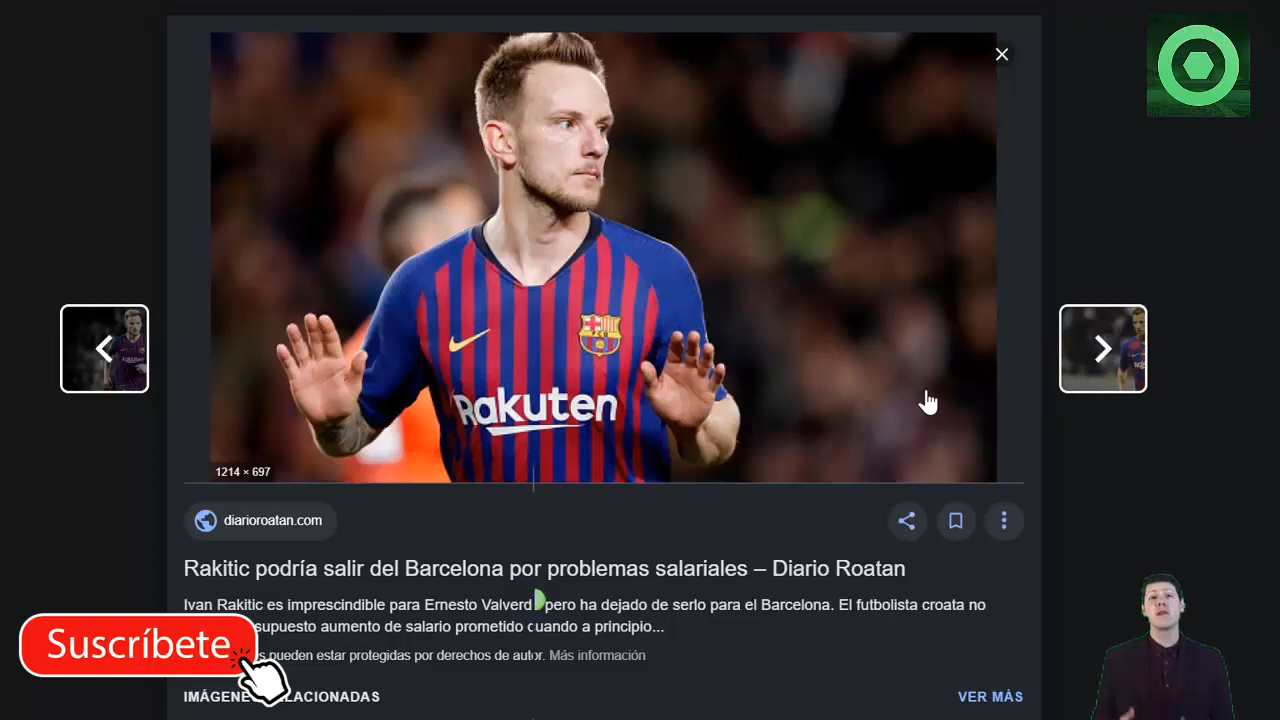 Rakuten
1214 × 697
diarioroatan.com
Rakitic podría salir del Barcelona por problemas salariales – Diario Roatan
Ivan Rakitic es imprescindible para Ernesto Valverd pero ha dejado de serlo para el Barcelona. El futbolista croata no
supuesto aumento de salario prometido cuando a principio...
s pueden estar protegidas por derechos de autor. Más información
Suscríbete
IMÁGENE LACIONADAS
VER MÁS